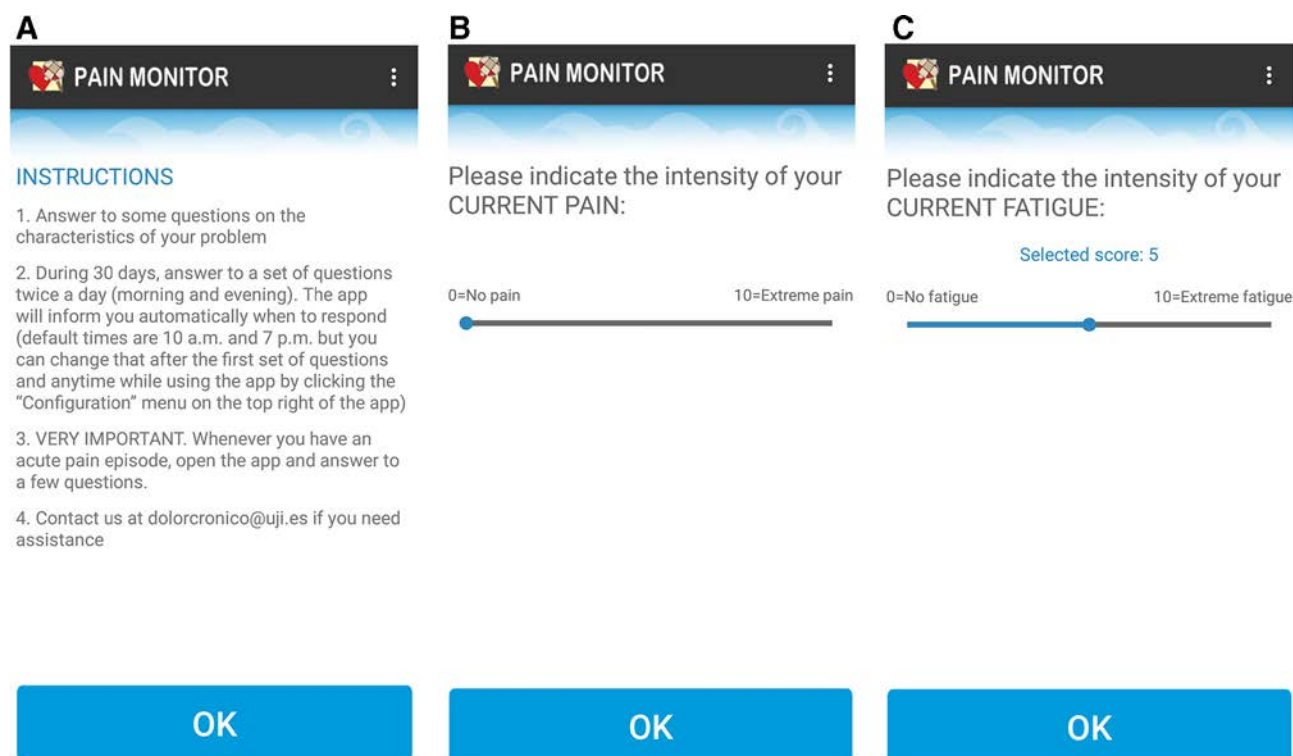 A
PAIN MONITOR
INSTRUCTIONS
1. Answer to some questions on the
characteristics of your problem
2. During 30 days, answer to a set of questions
twice a day (morning and evening). The app
will inform you automatically when to respond
(default times are 10 a.m. and 7 p.m. but you
can change that after the first set of questions
and anytime while using the app by clicking the
“Configuration” menu on the top right of the app)
3. VERY IMPORTANT. Whenever you have an
acute pain episode, open the app and answer to
a few questions.
4. Contact us at dolorcronico@uji.es if you need
assistance
OK
B
PAIN MONITOR
Please indicate the intensity of your
CURRENT PAIN:
0=No pain 10=Extreme pain
OK
C
PAIN MONITOR
Please indicate the intensity of your
CURRENT FATIGUE:
Selected score: 5
0=No fatigue 10=Extreme fatigue
OK